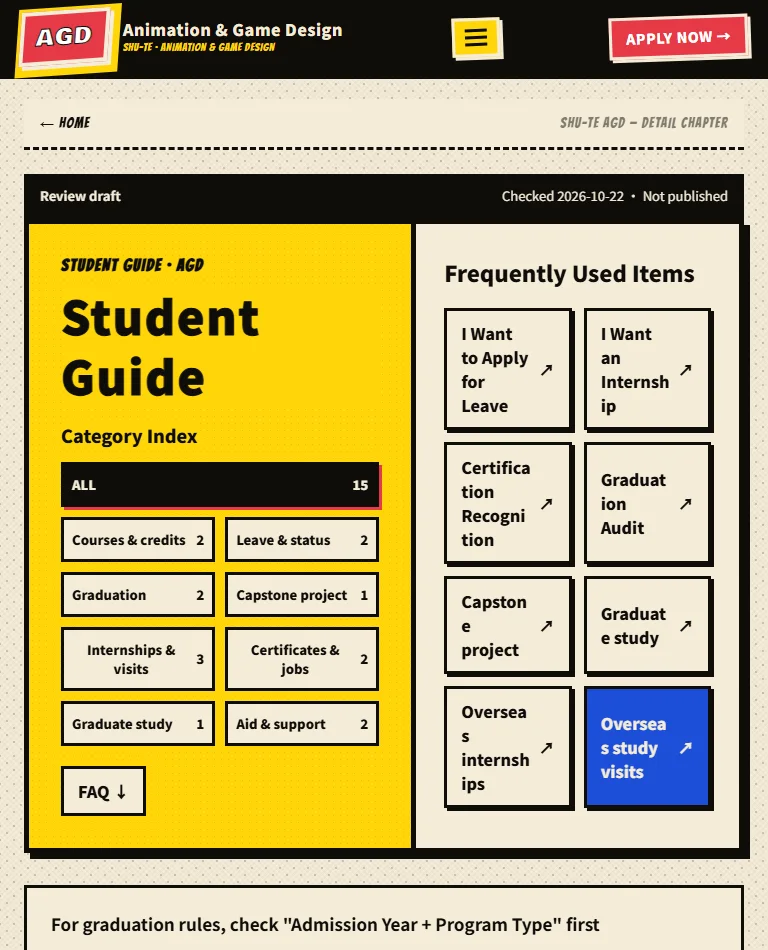 AGD
Animation & Game Design
SHU-TE · ANIMATION & GAME DESIGN
APPLY NOW →
← HOME
SHU-TE AGD — DETAIL CHAPTER
Review draft
Checked 2026-10-22 • Not published
STUDENT GUIDE · AGD
Student
Guide
Category Index
ALL 15
Courses & credits 2
Leave & status 2
Graduation 2
Capstone project 1
Internships &
visits 3
Certificates &
jobs 2
Graduate study 1
Aid & support 2
FAQ ↓
Frequently Used Items
I Want
to Apply
for
Leave ↗
I Want
an
Internsh
ip ↗
Certifica
tion
Recogni
tion ↗
Graduat
ion
Audit ↗
Capston
e
project ↗
Graduat
e study ↗
Oversea
s
internsh
ips ↗
Oversea
s study
visits ↗
For graduation rules, check "Admission Year + Program Type" first